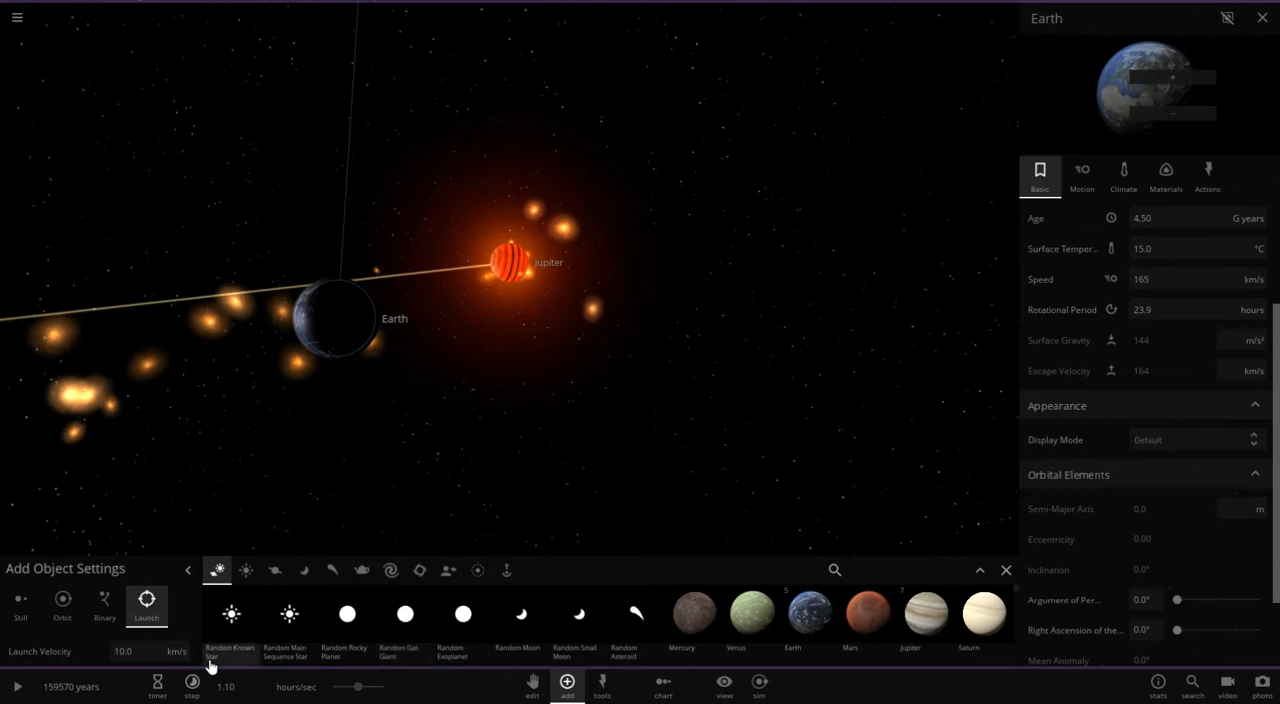 Earth
Jupiter
Earth
Basic
Motion
Climate
Materials
Actions
Age 4.50 G years
Surface Temper... 15.0 °C
Speed 165 km/s
Rotational Period 23.9 hours
Surface Gravity 144 m/s²
Escape Velocity 164 km/s
Appearance
Display Mode Default
Orbital Elements
Semi-Major Axis 0.0 m
Eccentricity 0.00
Inclination 0.0°
Argument of Per... 0.0°
Right Ascension of the... 0.0°
Mean Anomaly 0.0°
Add Object Settings
Still
Orbit
Binary
Launch
Launch Velocity 10.0 km/s
5
7
Random Known
Star
Random Main
Sequence Star
Random Rocky
Planet
Random Gas
Giant
Random
Exoplanet
Random Moon
Random Small
Moon
Random
Asteroid
Mercury
Venus
Earth
Mars
Jupiter
Saturn
159570 years
timer
step
1.10 hours/sec
edit
add
tools
chart
view
sim
stats
search
video
photo